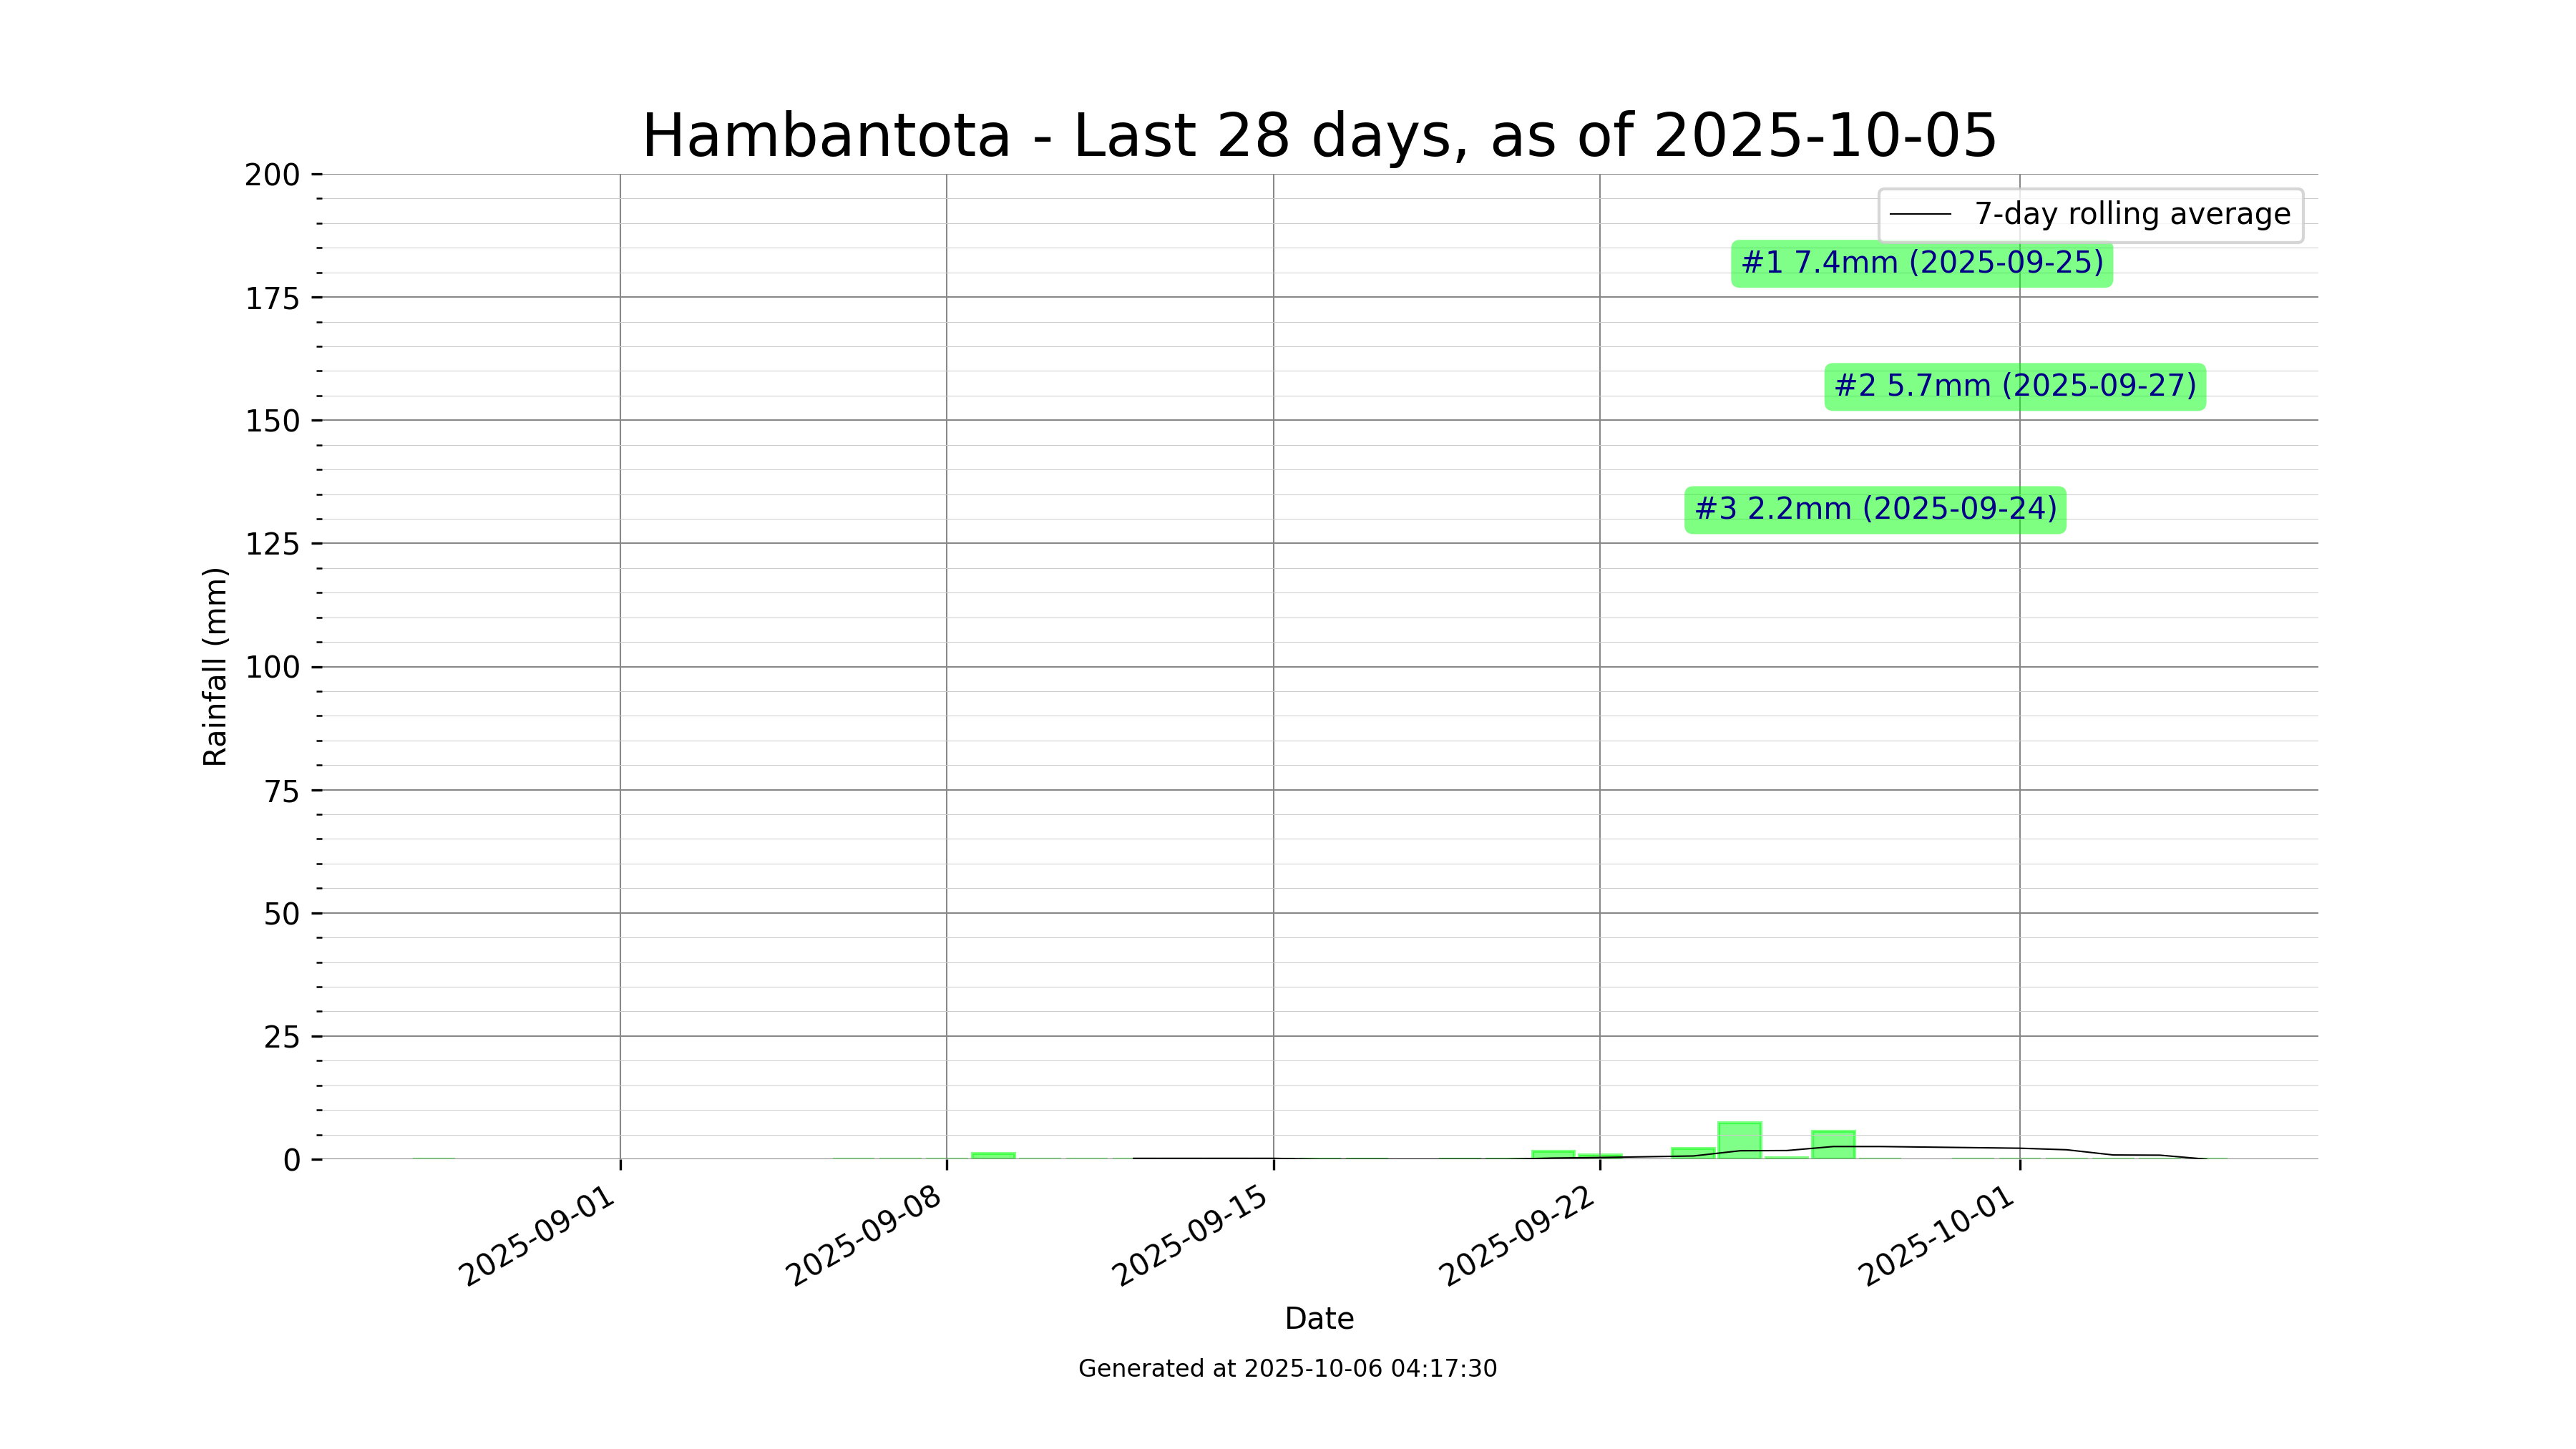 Hambantota - Last 28 days, as of 2025-10-05
7-day rolling average
#1 7.4mm (2025-09-25)
#2 5.7mm (2025-09-27)
#3 2.2mm (2025-09-24)
Rainfall (mm)
200
175
150
125
100
75
50
25
0
2025-09-01
2025-09-08
2025-09-15
2025-09-22
2025-10-01
Date
Generated at 2025-10-06 04:17:30